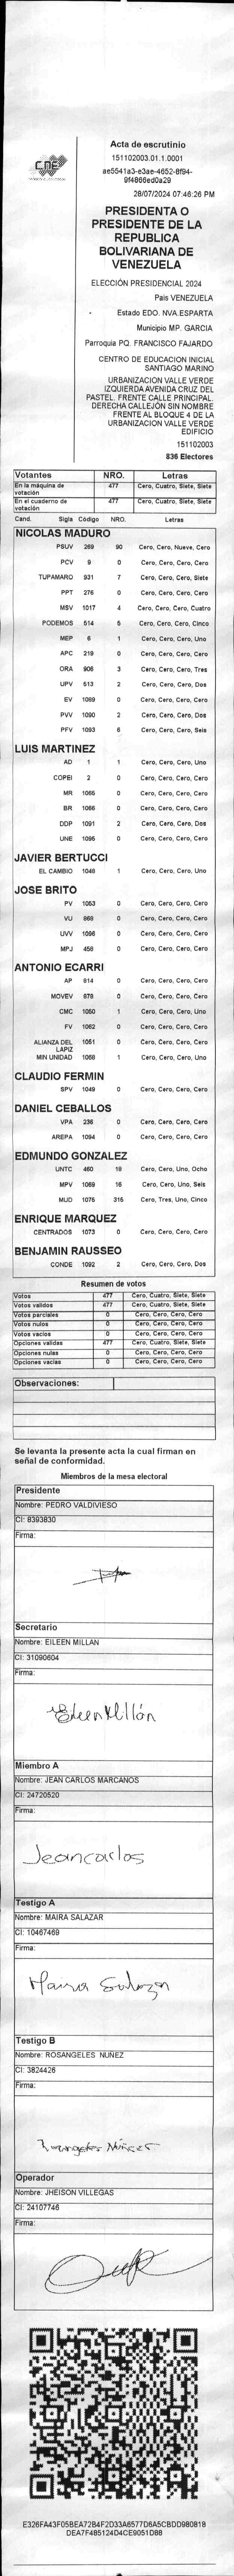 CNE
Acta de escrutinio
151102003.01.1.0001
ae5541a3-e3ae-4652-8f94-
9f4866ed0a29
28/07/2024 07:46:26 PM
PRESIDENTA O
PRESIDENTE DE LA
REPUBLICA
BOLIVARIANA DE
VENEZUELA
ELECCIÓN PRESIDENCIAL 2024
País VENEZUELA
Estado EDO. NVA.ESPARTA
Municipio MP. GARCIA
Parroquia PQ. FRANCISCO FAJARDO
CENTRO DE EDUCACION INICIAL
SANTIAGO MARINO
URBANIZACION VALLE VERDE
IZQUIERDA AVENIDA CRUZ DEL
PASTEL. FRENTE CALLE PRINCIPAL.
DERECHA CALLEJÓN SIN NOMBRE
FRENTE AL BLOQUE 4 DE LA
URBANIZACION VALLE VERDE
EDIFICIO
151102003
836 Electores
Votantes NRO. Letras
En la máquina de votación 477 Cero, Cuatro, Siete, Siete
En el cuaderno de votación 477 Cero, Cuatro, Siete, Siete
Cand. Sigla Código NRO. Letras
NICOLAS MADURO
PSUV 269 90 Cero, Cero, Nueve, Cero
PCV 9 0 Cero, Cero, Cero, Cero
TUPAMARO 931 7 Cero, Cero, Cero, Siete
PPT 276 0 Cero, Cero, Cero, Cero
MSV 1017 4 Cero, Cero, Cero, Cuatro
PODEMOS 514 5 Cero, Cero, Cero, Cinco
MEP 6 1 Cero, Cero, Cero, Uno
APC 219 0 Cero, Cero, Cero, Cero
ORA 906 3 Cero, Cero, Cero, Tres
UPV 513 2 Cero, Cero, Cero, Dos
EV 1089 0 Cero, Cero, Cero, Cero
PVV 1090 2 Cero, Cero, Cero, Dos
PFV 1093 6 Cero, Cero, Cero, Seis
LUIS MARTINEZ
AD 1 1 Cero, Cero, Cero, Uno
COPEI 2 0 Cero, Cero, Cero, Cero
MR 1065 0 Cero, Cero, Cero, Cero
BR 1066 0 Cero, Cero, Cero, Cero
DDP 1091 2 Cero, Cero, Cero, Dos
UNE 1095 0 Cero, Cero, Cero, Cero
JAVIER BERTUCCI
EL CAMBIO 1048 1 Cero, Cero, Cero, Uno
JOSE BRITO
PV 1053 0 Cero, Cero, Cero, Cero
VU 868 0 Cero, Cero, Cero, Cero
UVV 1096 0 Cero, Cero, Cero, Cero
MPJ 456 0 Cero, Cero, Cero, Cero
ANTONIO ECARRI
AP 814 0 Cero, Cero, Cero, Cero
MOVEV 879 0 Cero, Cero, Cero, Cero
CMC 1050 1 Cero, Cero, Cero, Uno
FV 1062 0 Cero, Cero, Cero, Cero
ALIANZA DEL LAPIZ 1051 0 Cero, Cero, Cero, Cero
MIN UNIDAD 1068 1 Cero, Cero, Cero, Uno
CLAUDIO FERMIN
SPV 1049 0 Cero, Cero, Cero, Cero
DANIEL CEBALLOS
VPA 236 0 Cero, Cero, Cero, Cero
AREPA 1094 0 Cero, Cero, Cero, Cero
EDMUNDO GONZALEZ
UNTC 460 18 Cero, Cero, Uno, Ocho
MPV 1069 16 Cero, Cero, Uno, Seis
MUD 1075 315 Cero, Tres, Uno, Cinco
ENRIQUE MARQUEZ
CENTRADOS 1073 0 Cero, Cero, Cero, Cero
BENJAMIN RAUSSEO
CONDE 1092 2 Cero, Cero, Cero, Dos
Resumen de votos
Votos 477 Cero, Cuatro, Siete, Siete
Votos validos 477 Cero, Cuatro, Siete, Siete
Votos parciales 0 Cero, Cero, Cero, Cero
Votos nulos 0 Cero, Cero, Cero, Cero
Votos vacios 0 Cero, Cero, Cero, Cero
Opciones validas 477 Cero, Cuatro, Siete, Siete
Opciones nulas 0 Cero, Cero, Cero, Cero
Opciones vacias 0 Cero, Cero, Cero, Cero
Observaciones:
Se levanta la presente acta la cual firman en
señal de conformidad.
Miembros de la mesa electoral
Presidente
Nombre: PEDRO VALDIVIESO
CI: 8393830
Firma:
Secretario
Nombre: EILEEN MILLAN
CI: 31090604
Firma:
Eileen Millán
Miembro A
Nombre: JEAN CARLOS MARCANOS
CI: 24720520
Firma:
Jeancarlos
Testigo A
Nombre: MAIRA SALAZAR
CI: 10467469
Firma:
Maira Salazar
Testigo B
Nombre: ROSANGELES NUNEZ
CI: 3824426
Firma:
Rosangeles Núñez
Operador
Nombre: JHEISON VILLEGAS
CI: 24107746
Firma:
E326FA43F05BEA72B4F2D33A6577D6A5CBDD980818
DEA7F485124D4CE9051D88